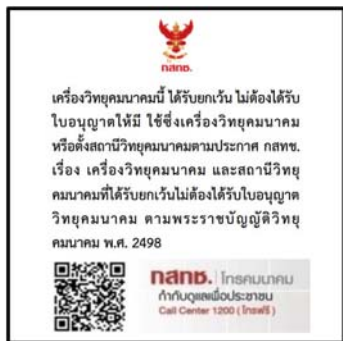 กสทช.
เครื่องวิทยุคมนาคมนี้ ได้รับยกเว้น ไม่ต้องได้รับ
ใบอนุญาตให้มี ใช้ซึ่งเครื่องวิทยุคมนาคม
หรือตั้งสถานีวิทยุคมนาคมตามประกาศ กสทช.
เรื่อง เครื่องวิทยุคมนาคม และสถานีวิทยุ
คมนาคมที่ได้รับยกเว้นไม่ต้องได้รับใบอนุญาต
วิทยุคมนาคม ตามพระราชบัญญัติวิทยุ
คมนาคม พ.ศ. 2498
กสทช. | โทรคมนาคม
กำกับดูแลเพื่อประชาชน
Call Center 1200 ( โทรฟรี )